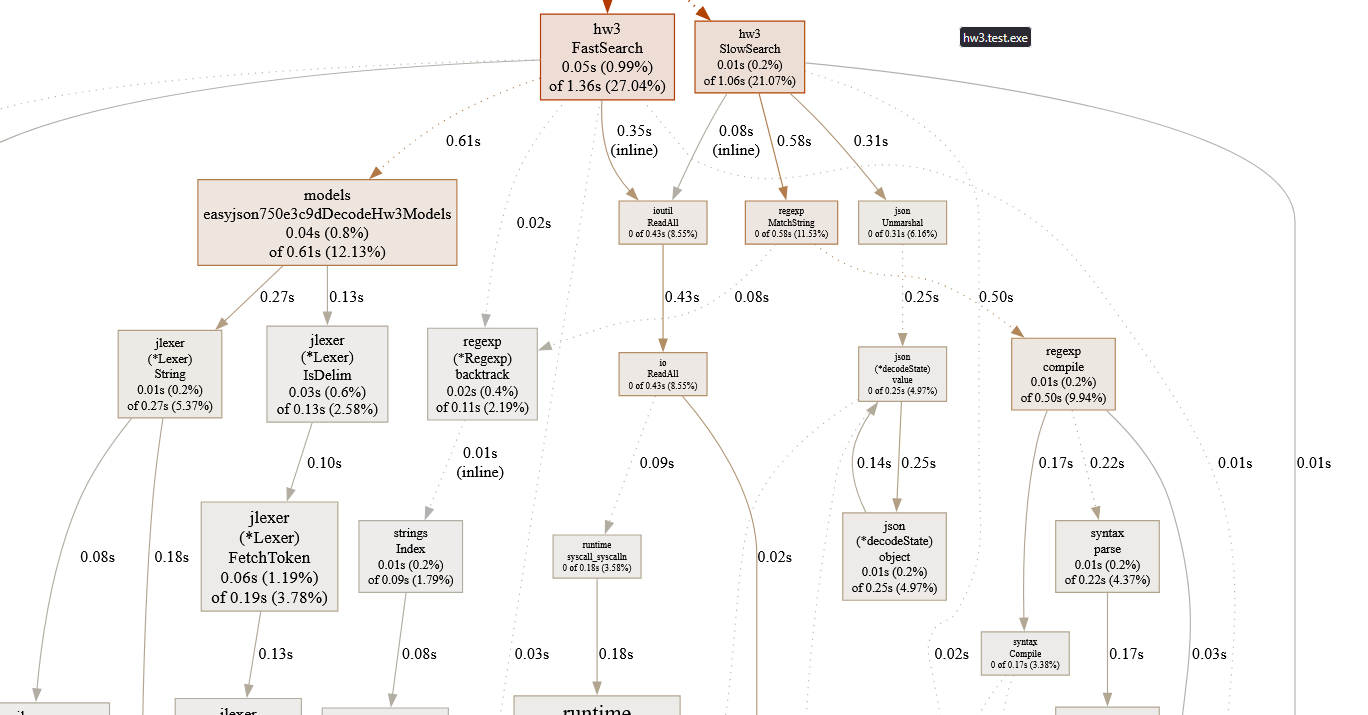 hw3
FastSearch
0.05s (0.99%)
of 1.36s (27.04%)
hw3
SlowSearch
0.01s (0.2%)
of 1.06s (21.07%)
hw3.test.exe
0.61s
0.35s
(inline)
0.08s
(inline)
0.58s
0.31s
models
easyjson750e3c9dDecodeHw3Models
0.04s (0.8%)
of 0.61s (12.13%)
0.02s
ioutil
ReadAll
0 of 0.43s (8.55%)
regexp
MatchString
0 of 0.58s (11.53%)
json
Unmarshal
0 of 0.31s (6.16%)
0.27s
0.13s
0.43s
0.08s
0.25s
0.50s
jlexer
(*Lexer)
String
0.01s (0.2%)
of 0.27s (5.37%)
jlexer
(*Lexer)
IsDelim
0.03s (0.6%)
of 0.13s (2.58%)
regexp
(*Regexp)
backtrack
0.02s (0.4%)
of 0.11s (2.19%)
io
ReadAll
0 of 0.43s (8.55%)
json
(*decodeState)
value
0 of 0.25s (4.97%)
regexp
compile
0.01s (0.2%)
of 0.50s (9.94%)
0.10s
0.01s
(inline)
0.09s
0.14s
0.25s
0.17s
0.22s
0.01s
0.01s
0.08s
0.18s
jlexer
(*Lexer)
FetchToken
0.06s (1.19%)
of 0.19s (3.78%)
strings
Index
0.01s (0.2%)
of 0.09s (1.79%)
runtime
syscall_syscalln
0 of 0.18s (3.58%)
0.02s
json
(*decodeState)
object
0.01s (0.2%)
of 0.25s (4.97%)
syntax
parse
0.01s (0.2%)
of 0.22s (4.37%)
0.13s
0.08s
0.03s
0.18s
0.02s
syntax
Compile
0 of 0.17s (3.38%)
0.17s
0.03s
jlexer
runtime